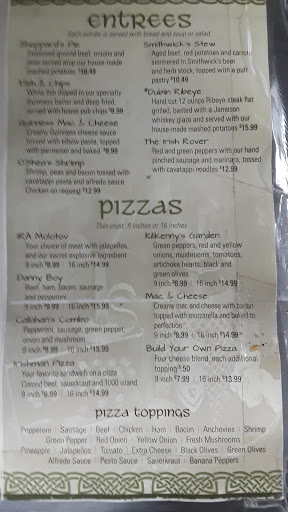 ENTREES
Each entrée is served with bread and soup or salad
Sheppard's Pie
Seasoned ground beef, onions and
peas served atop our house-made
mashed potatoes $10.49
Fish & Chips
White fish dipped in our specialty
Guinness batter and deep fried,
served with house pub chips $8.99
Guinness Mac & Cheese
Creamy Guinness cheese sauce
tossed with elbow pasta, topped
with parmesan and baked
O'Shea's Shrimp
Shrimp, peas and bacon tossed with
cavatappi pasta and alfredo sauce.
Chicken on request $12.99
Smithwick's Stew
Aged beef, red potatoes and carrots
simmered in Smithwick's beer
and herb stock, topped with a puff
pastry $10.49
*Dublin Ribeye
Hand cut 12 ounce Ribeye steak flat
grilled, basted with a Jameson
whiskey glaze and served with our
house-made mashed potatoes $15.99
The Irish Rover
Red and green peppers with our hand
pinched sausage and marinara, tossed
with cavatappi noodles $12.99
PIZZAS
Thin crust, 9 inches or 16 inches
IRA Molotov
Your choice of meat with jalapeños,
and our secret explosive ingredient
9 inch $8.99 | 16 inch $14.99
Danny Boy
Beef, ham, bacon, sausage
and pepperoni
9 inch $8.99 | 16 inch $15.99
Callahan's Combo
Pepperoni, sausage, green pepper,
onion and mushroom
9 inch $8.99 | 16 inch $15.99
Irishman Pizza
Your favorite sandwich on a pizza
Corned beef, sauerkraut and 1000 island
9 inch $8.99 | 16 inch $14.99
Kilkenny's Garden
Green peppers, red and yellow
onions, mushrooms, tomatoes,
artichoke hearts, black and
green olives
9 inch $8.99 | 16 inch $14.99
Mac & Cheese
Creamy mac and cheese with bacon
topped with mozzarella and baked to
perfection
9 inch $8.99 | 16 inch $14.99
Build Your Own Pizza
Four cheese blend, each additional
topping $.50
9 inch $7.99 | 16 inch $13.99
pizza toppings
Pepperoni | Sausage | Beef | Chicken | Ham | Bacon | Anchovies | Shrimp
Green Pepper | Red Onion | Yellow Onion | Fresh Mushrooms
Pineapple | Jalapeños | Tomato | Extra Cheese | Black Olives | Green Olives
Alfredo Sauce | Pesto Sauce | Sauerkraut | Banana Peppers